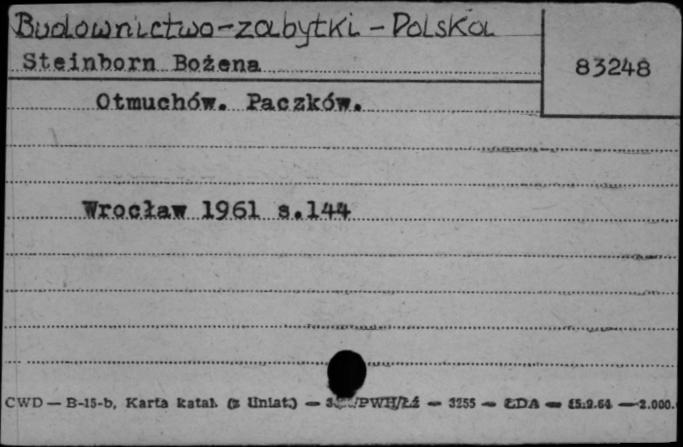 Budownictwo-zabytki-Polska
Steinborn Bożena
83248
Otmuchów. Paczków.
Wrocław 1961 s.144
CWD — B-15-b, Karta katal. (z Uniat.) — /PWH/Łź — 3255 — ŁDA — 15.9.64 — 2.000.